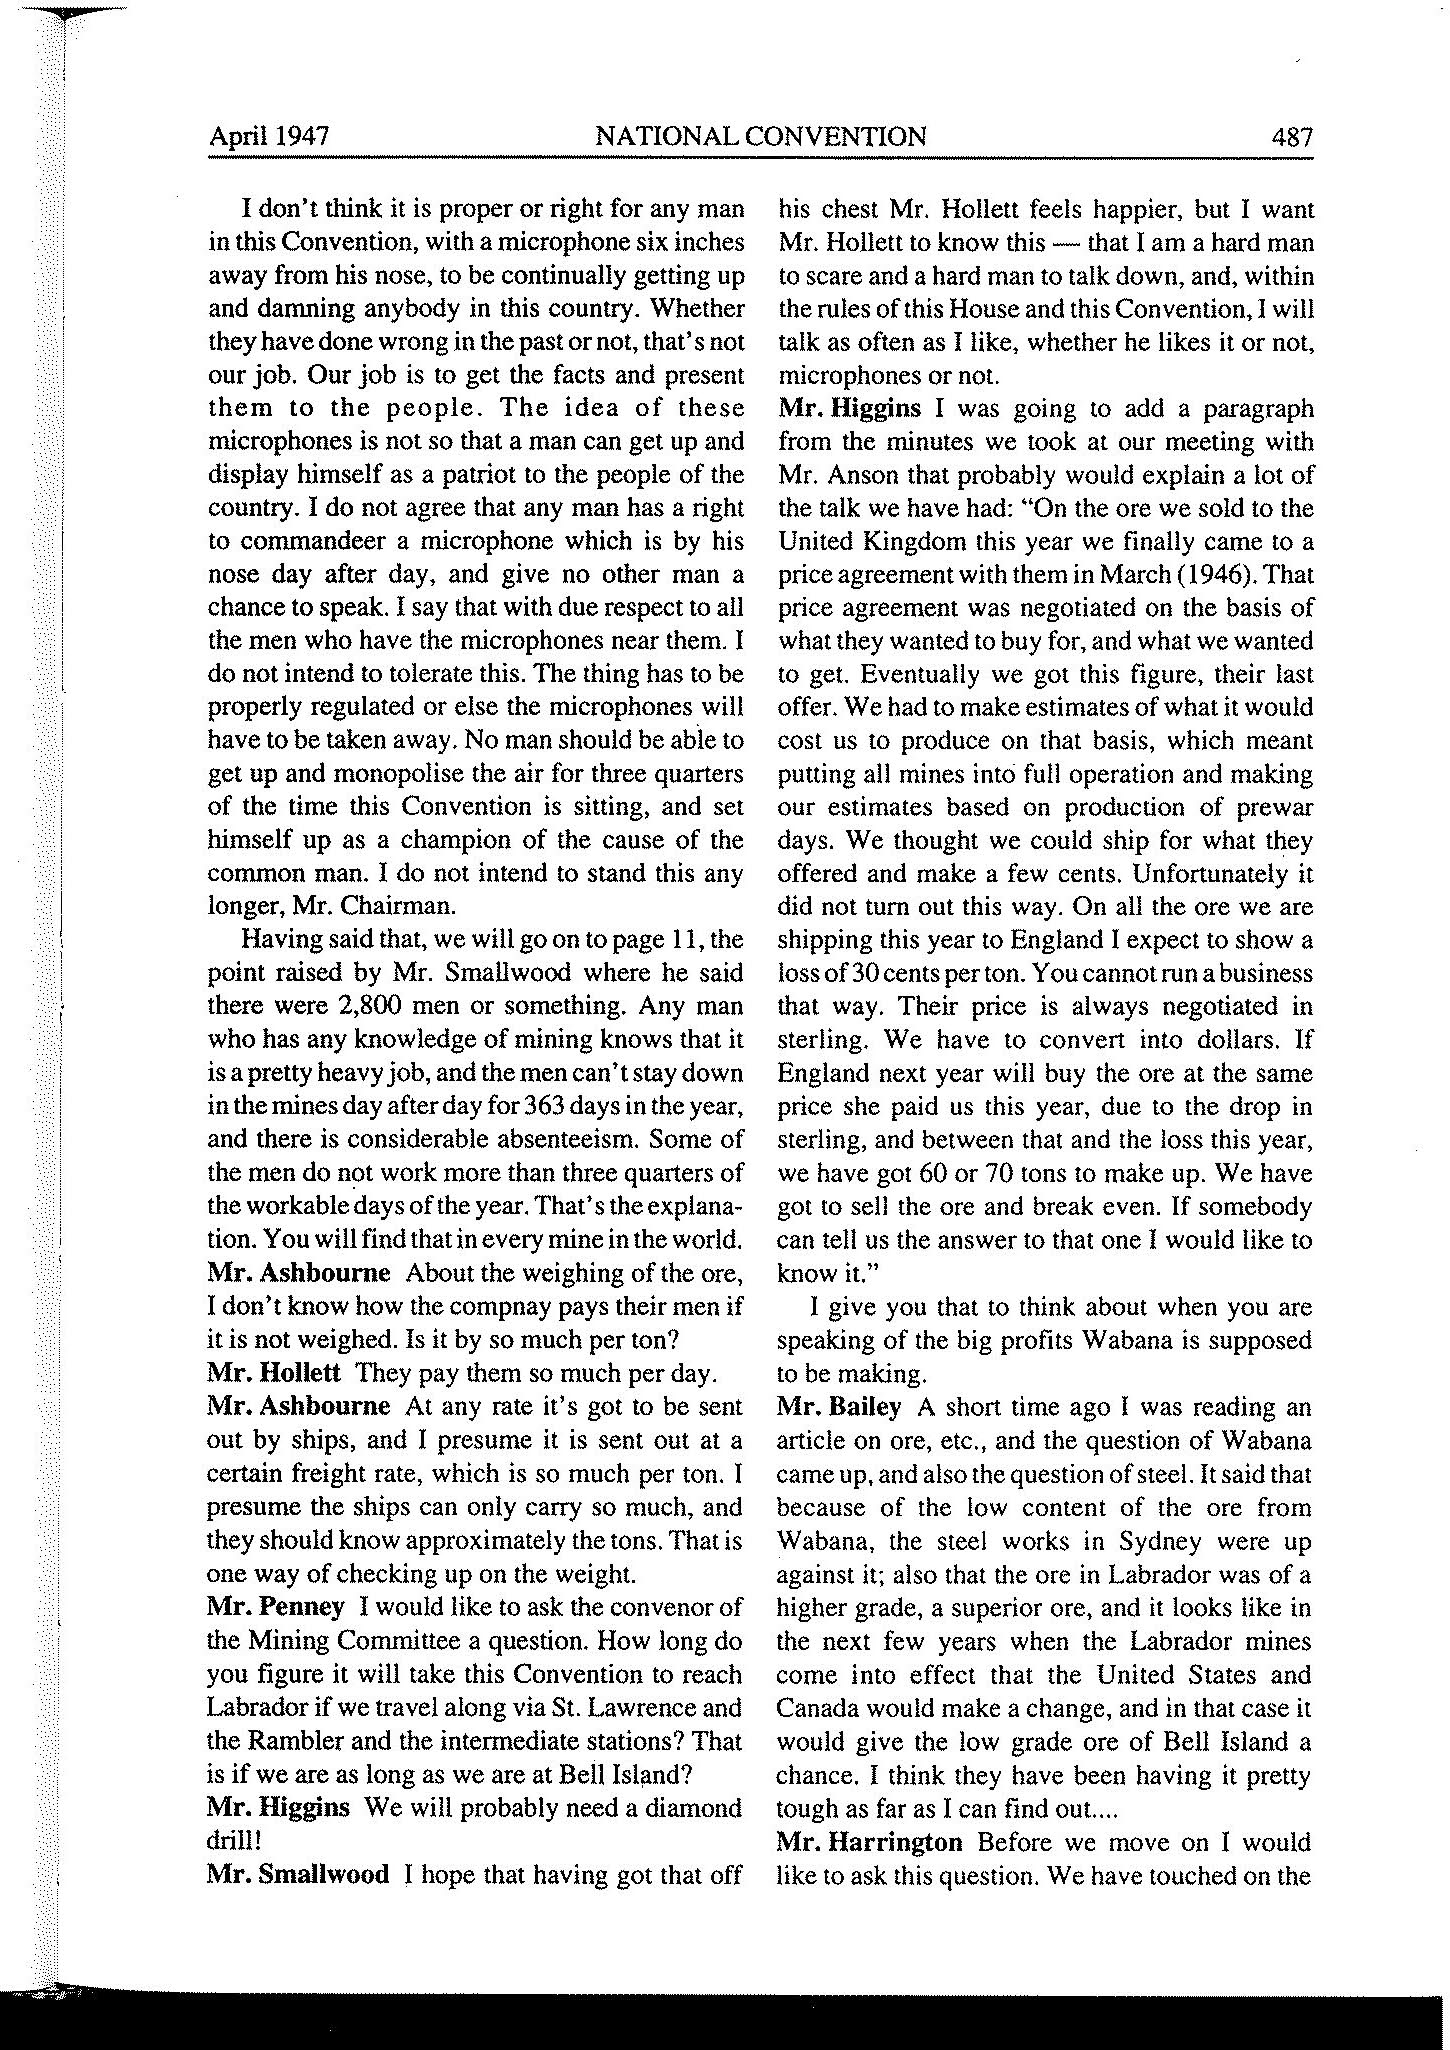 April 1947 NATIONAL CONVENTION 487
I don't think it is proper or right for any man
in this Convention, with a microphone six inches
away from his nose, to be continually getting up
and damning anybody in this country. Whether
they have done wrong in the past or not, that's not
our job. Our job is to get the facts and present
them to the people. The idea of these
microphones is not so that a man can get up and
display himself as a patriot to the people of the
country. I do not agree that any man has a right
to commandeer a microphone which is by his
nose day after day, and give no other man a
chance to speak. I say that with due respect to all
the men who have the microphones near them. I
do not intend to tolerate this. The thing has to be
properly regulated or else the microphones will
have to be taken away. No man should be able to
get up and monopolise the air for three quarters
of the time this Convention is sitting, and set
himself up as a champion of the cause of the
common man. I do not intend to stand this any
longer, Mr. Chairman.
Having said that, we will go on to page 11, the
point raised by Mr. Smallwood where he said
there were 2,800 men or something. Any man
who has any knowledge of mining knows that it
is a pretty heavy job, and the men can't stay down
in the mines day after day for 363 days in the year,
and there is considerable absenteeism. Some of
the men do not work more than three quarters of
the workable days of the year. That's the explana-
tion. You will find that in every mine in the world.
Mr. Ashbourne About the weighing of the ore,
I don't know how the compnay pays their men if
it is not weighed. Is it by so much per ton?
Mr. Hollett They pay them so much per day.
Mr. Ashbourne At any rate it's got to be sent
out by ships, and I presume it is sent out at a
certain freight rate, which is so much per ton. I
presume the ships can only carry so much, and
they should know approximately the tons. That is
one way of checking up on the weight.
Mr. Penney I would like to ask the convenor of
the Mining Committee a question. How long do
you figure it will take this Convention to reach
Labrador if we travel along via St. Lawrence and
the Rambler and the intermediate stations? That
is if we are as long as we are at Bell Island?
Mr. Higgins We will probably need a diamond
drill!
Mr. Smallwood I hope that having got that off
his chest Mr. Hollett feels happier, but I want
Mr. Hollett to know this — that I am a hard man
to scare and a hard man to talk down, and, within
the rules of this House and this Convention, I will
talk as often as I like, whether he likes it or not,
microphones or not.
Mr. Higgins I was going to add a paragraph
from the minutes we took at our meeting with
Mr. Anson that probably would explain a lot of
the talk we have had: "On the ore we sold to the
United Kingdom this year we finally came to a
price agreement with them in March (1946). That
price agreement was negotiated on the basis of
what they wanted to buy for, and what we wanted
to get. Eventually we got this figure, their last
offer. We had to make estimates of what it would
cost us to produce on that basis, which meant
putting all mines into full operation and making
our estimates based on production of prewar
days. We thought we could ship for what they
offered and make a few cents. Unfortunately it
did not turn out this way. On all the ore we are
shipping this year to England I expect to show a
loss of 30 cents per ton. You cannot run a business
that way. Their price is always negotiated in
sterling. We have to convert into dollars. If
England next year will buy the ore at the same
price she paid us this year, due to the drop in
sterling, and between that and the loss this year,
we have got 60 or 70 tons to make up. We have
got to sell the ore and break even. If somebody
can tell us the answer to that one I would like to
know it."
I give you that to think about when you are
speaking of the big profits Wabana is supposed
to be making.
Mr. Bailey A short time ago I was reading an
article on ore, etc., and the question of Wabana
came up, and also the question of steel. It said that
because of the low content of the ore from
Wabana, the steel works in Sydney were up
against it; also that the ore in Labrador was of a
higher grade, a superior ore, and it looks like in
the next few years when the Labrador mines
come into effect that the United States and
Canada would make a change, and in that case it
would give the low grade ore of Bell Island a
chance. I think they have been having it pretty
tough as far as I can find out....
Mr. Harrington Before we move on I would
like to ask this question. We have touched on the